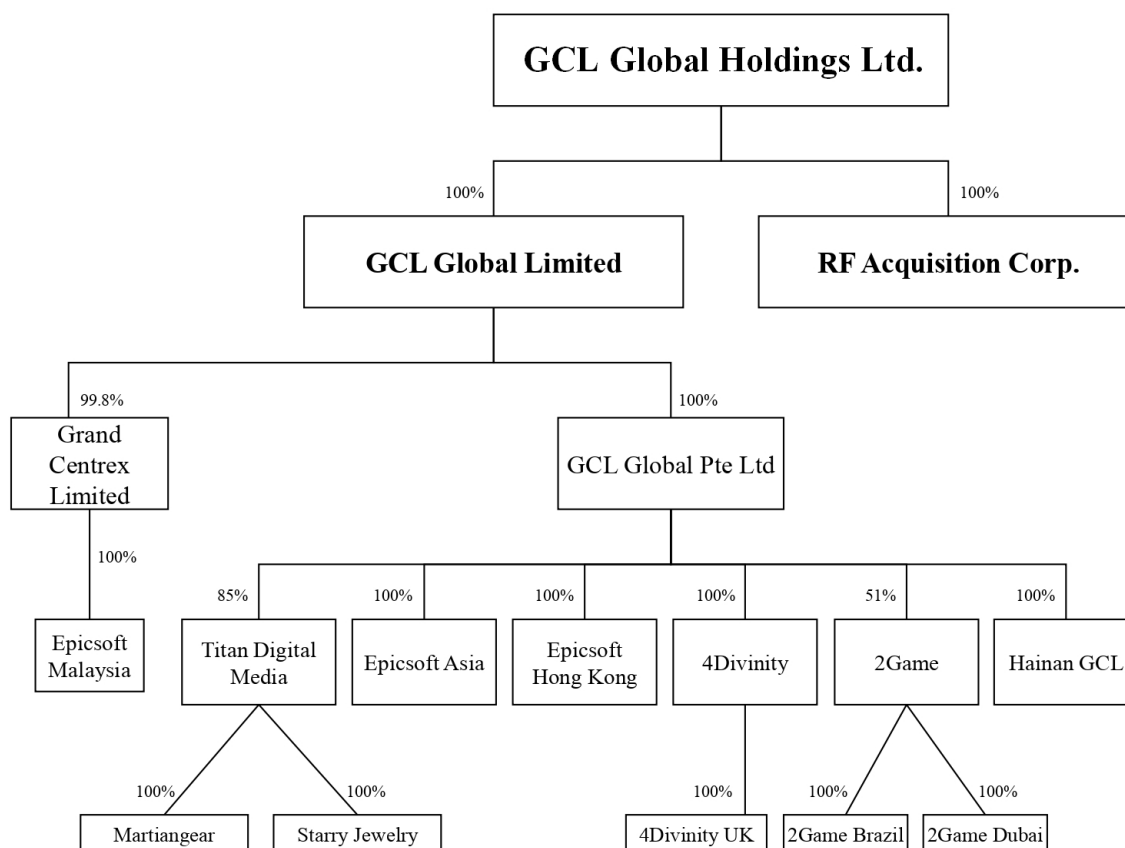 GCL Global Holdings Ltd.
100%
100%
GCL Global Limited
RF Acquisition Corp.
99.8%
100%
Grand
Centrex
Limited
GCL Global Pte Ltd
100%
85%
100%
100%
100%
51%
100%
Epicsoft
Malaysia
Titan Digital
Media
Epicsoft Asia
Epicsoft
Hong Kong
4Divinity
2Game
Hainan GCL
100%
100%
100%
100%
100%
Martiangear
Starry Jewelry
4Divinity UK
2Game Brazil
2Game Dubai